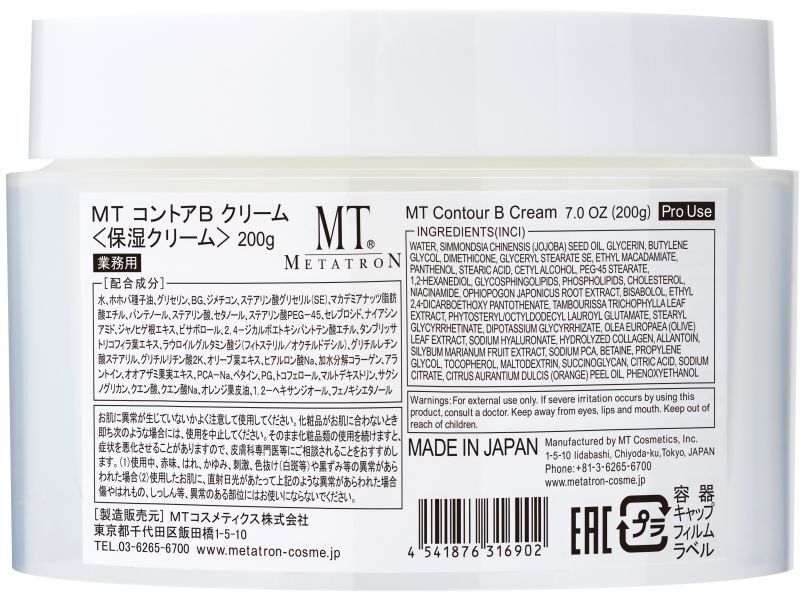 MT コントアB クリーム
〈保湿クリーム〉 200g
業務用
MT®
METATRON
[配合成分]
水、ホホバ種子油、グリセリン、BG、ジメチコン、ステアリン酸グリセリル(SE)、マカデミアナッツ脂肪
酸エチル、パンテノール、ステアリン酸、セタノール、ステアリン酸PEG-45、セレブロシド、ナイアシン
アミド、ジャノヒゲ根エキス、ビサボロール、2,4-ジカルボエトキシパントテン酸エチル、タンブリッサ
トリコフィラ葉エキス、ラウロイルグルタミン酸ジ(フィトステリル/オクチルドデシル)、グリチルレチン
酸ステアリル、グリチルリチン酸2K、オリーブ葉エキス、ヒアルロン酸Na、加水分解コラーゲン、アラ
ントイン、オオアザミ果実エキス、PCA-Na、ベタイン、PG、トコフェロール、マルトデキストリン、サクシ
ノグリカン、クエン酸、クエン酸Na、オレンジ果皮油、1,2-ヘキサンジオール、フェノキシエタノール
お肌に異常が生じていないかよく注意して使用してください。化粧品がお肌に合わないとき
即ち次のような場合には、使用を中止してください。そのまま化粧品類の使用を続けますと、
症状を悪化させることがありますので、皮膚科専門医等にご相談されることをおすすめし
ます。(1)使用中、赤味、はれ、かゆみ、刺激、色抜け(白斑等)や黒ずみ等の異常があら
われた場合(2)使用したお肌に、直射日光があたって上記のような異常があらわれた場合
傷やはれもの、しっしん等、異常のある部位にはお使いにならないでください。
[製造販売元] MTコスメティクス株式会社
東京都千代田区飯田橋1-5-10
TEL.03-6265-6700 www.metatron-cosme.jp
MT Contour B Cream 7.0 OZ (200g) Pro Use
INGREDIENTS(INCI)
WATER, SIMMONDSIA CHINENSIS (JOJOBA) SEED OIL, GLYCERIN, BUTYLENE
GLYCOL, DIMETHICONE, GLYCERYL STEARATE SE, ETHYL MACADAMIATE,
PANTHENOL, STEARIC ACID, CETYL ALCOHOL, PEG-45 STEARATE,
1,2-HEXANEDIOL, GLYCOSPHINGOLIPIDS, PHOSPHOLIPIDS, CHOLESTEROL,
NIACINAMIDE, OPHIOPOGON JAPONICUS ROOT EXTRACT, BISABOLOL, ETHYL
2,4-DICARBOETHOXY PANTOTHENATE, TAMBOURISSA TRICHOPHYLLA LEAF
EXTRACT, PHYTOSTERYL/OCTYLDODECYL LAUROYL GLUTAMATE, STEARYL
GLYCYRRHETINATE, DIPOTASSIUM GLYCYRRHIZATE, OLEA EUROPAEA (OLIVE)
LEAF EXTRACT, SODIUM HYALURONATE, HYDROLYZED COLLAGEN, ALLANTOIN,
SILYBUM MARIANUM FRUIT EXTRACT, SODIUM PCA, BETAINE, PROPYLENE
GLYCOL, TOCOPHEROL, MALTODEXTRIN, SUCCINOGLYCAN, CITRIC ACID, SODIUM
CITRATE, CITRUS AURANTIUM DULCIS (ORANGE) PEEL OIL, PHENOXYETHANOL
Warnings:For external use only. If severe irritation occurs by using this
product, consult a doctor. Keep away from eyes, lips and mouth. Keep out of
reach of children.
MADE IN JAPAN
Manufactured by MT Cosmetics, Inc.
1-5-10 Iidabashi, Chiyoda-ku,Tokyo, JAPAN
Phone:+81-3-6265-6700
www.metatron-cosme.jp
4 541876 316902
EAC
プラ
容器
キャップ
フィルム
ラベル